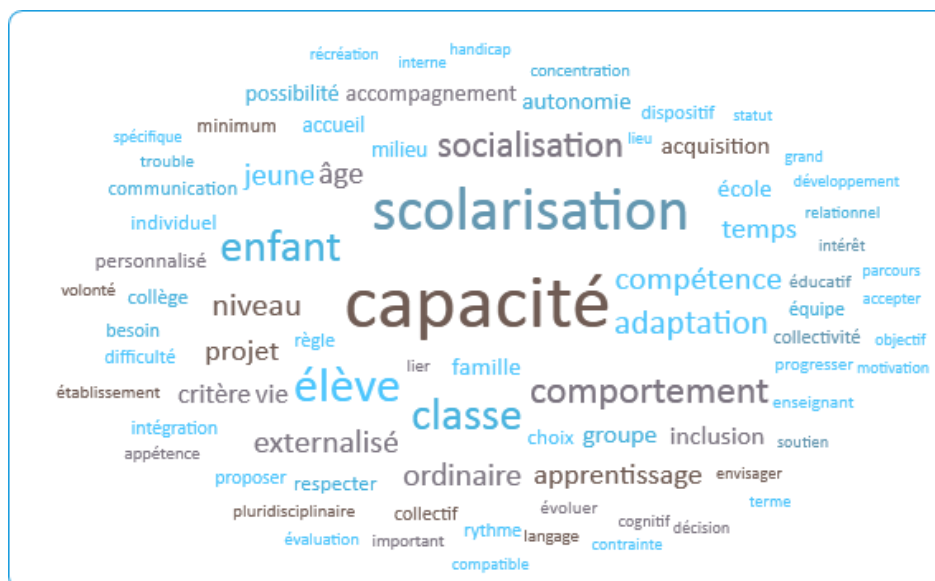 récréation interne handicap
concentration
possibilité accompagnement autonomie dispositif statut
spécifique minimum accueil milieu socialisation lieu acquisition
trouble jeune âge grand
communication scolarisation école développement
individuel enfant temps relationnel
personnalisé intérêt
volonté collège niveau capacité compétence éducatif parcours
besoin adaptation équipe accepter
difficulté projet règle collectivité objectif
établissement critère vie élève lier famille comportement progresser motivation
enseignant
intégration externalisé classe choix groupe inclusion soutien
appétence
proposer respecter ordinaire apprentissage envisager
pluridisciplinaire collectif évoluer terme
évaluation important rythme langage cognitif décision
contrainte
compatible